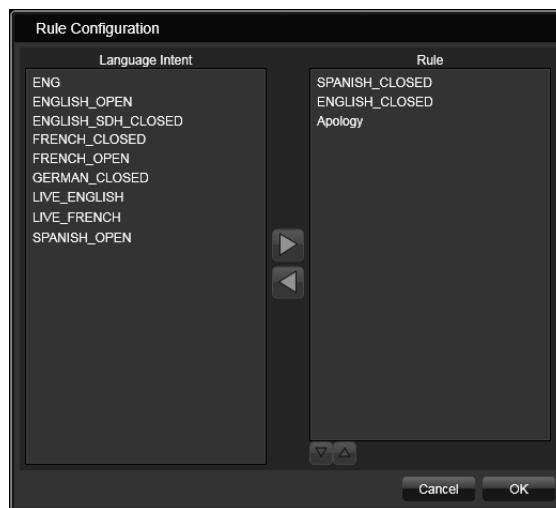 Rule Configuration
Language Intent
ENG
ENGLISH_OPEN
ENGLISH_SDH_CLOSED
FRENCH_CLOSED
FRENCH_OPEN
GERMAN_CLOSED
LIVE_ENGLISH
LIVE_FRENCH
SPANISH_OPEN
Rule
SPANISH_CLOSED
ENGLISH_CLOSED
Apology
Cancel
OK